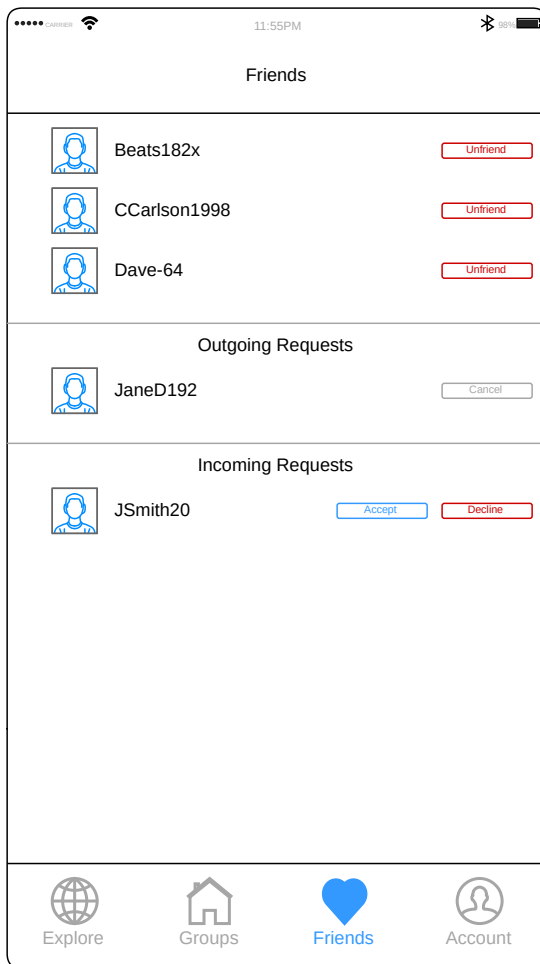 CARRIER 11:55PM 98%
Friends
Beats182x Unfriend
CCarlson1998 Unfriend
Dave-64 Unfriend
Outgoing Requests
JaneD192 Cancel
Incoming Requests
JSmith20 Accept Decline
Explore Groups Friends Account